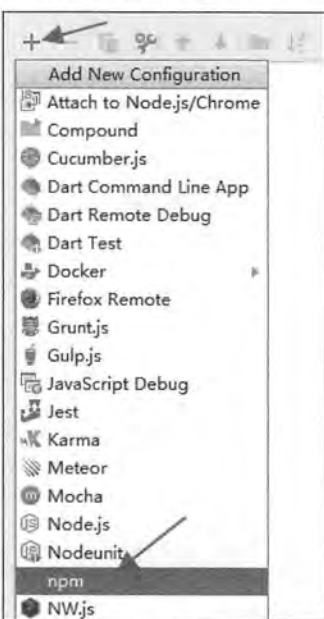 Add New Configuration
Attach to Node.js/Chrome
Compound
Cucumber.js
Dart Command Line App
Dart Remote Debug
Dart Test
Docker
Firefox Remote
Grunt.js
Gulp.js
JavaScript Debug
Jest
Karma
Meteor
Mocha
Node.js
Nodeunit
npm
NW.js